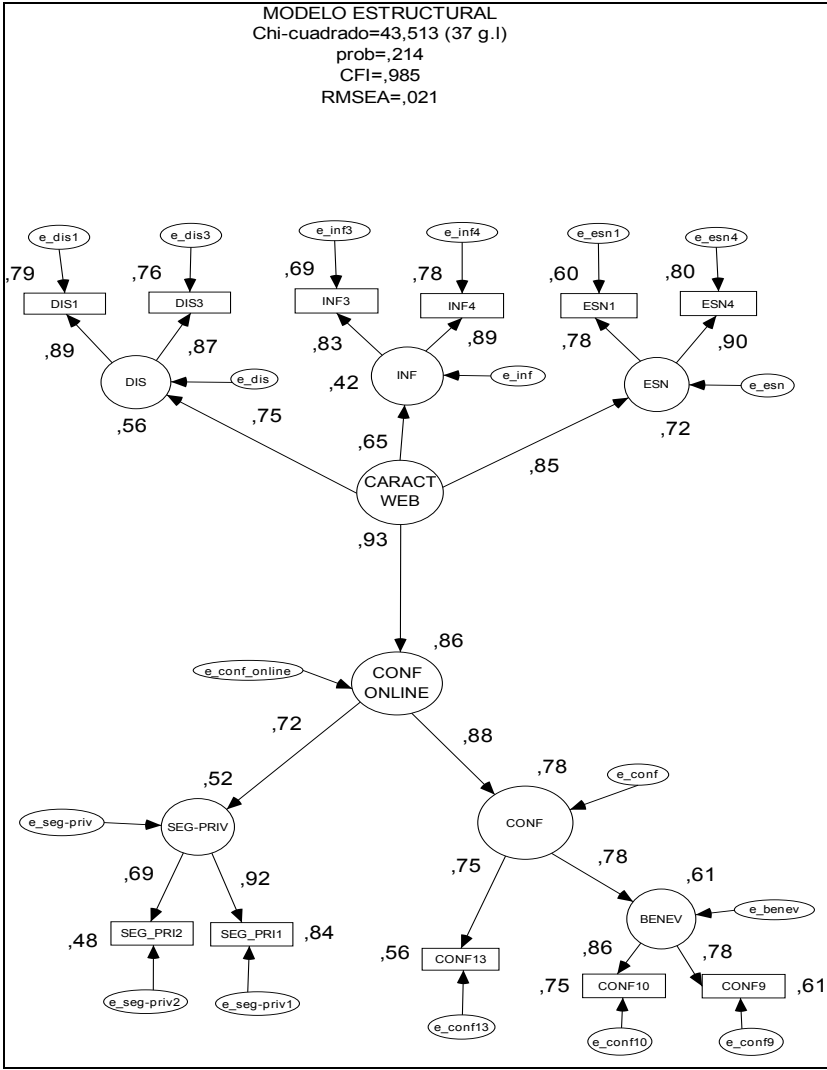 MODELO ESTRUCTURAL
Chi-cuadrado=43,513 (37 g.l)
prob=,214
CFI=,985
RMSEA=,021
e_dis1
e_dis3
e_inf3
e_inf4
e_esn1
e_esn4
,79
,76
,69
,78
,60
,80
DIS1
DIS3
INF3
INF4
ESN1
ESN4
,89
,87
,83
,89
,78
,90
DIS
e_dis
INF
e_inf
ESN
e_esn
,56
,42
,72
,75
,65
,85
CARACT
WEB
,93
,86
e_conf_online
CONF
ONLINE
,72
,88
,52
,78
e_conf
e_seg-priv
SEG-PRIV
CONF
,69
,92
,75
,78
,61
BENEV
e_benev
,48
SEG_PRI2
SEG_PRI1
,84
,56
CONF13
,86
,78
,75
CONF10
CONF9
,61
e_seg-priv2
e_seg-priv1
e_conf13
e_conf10
e_conf9